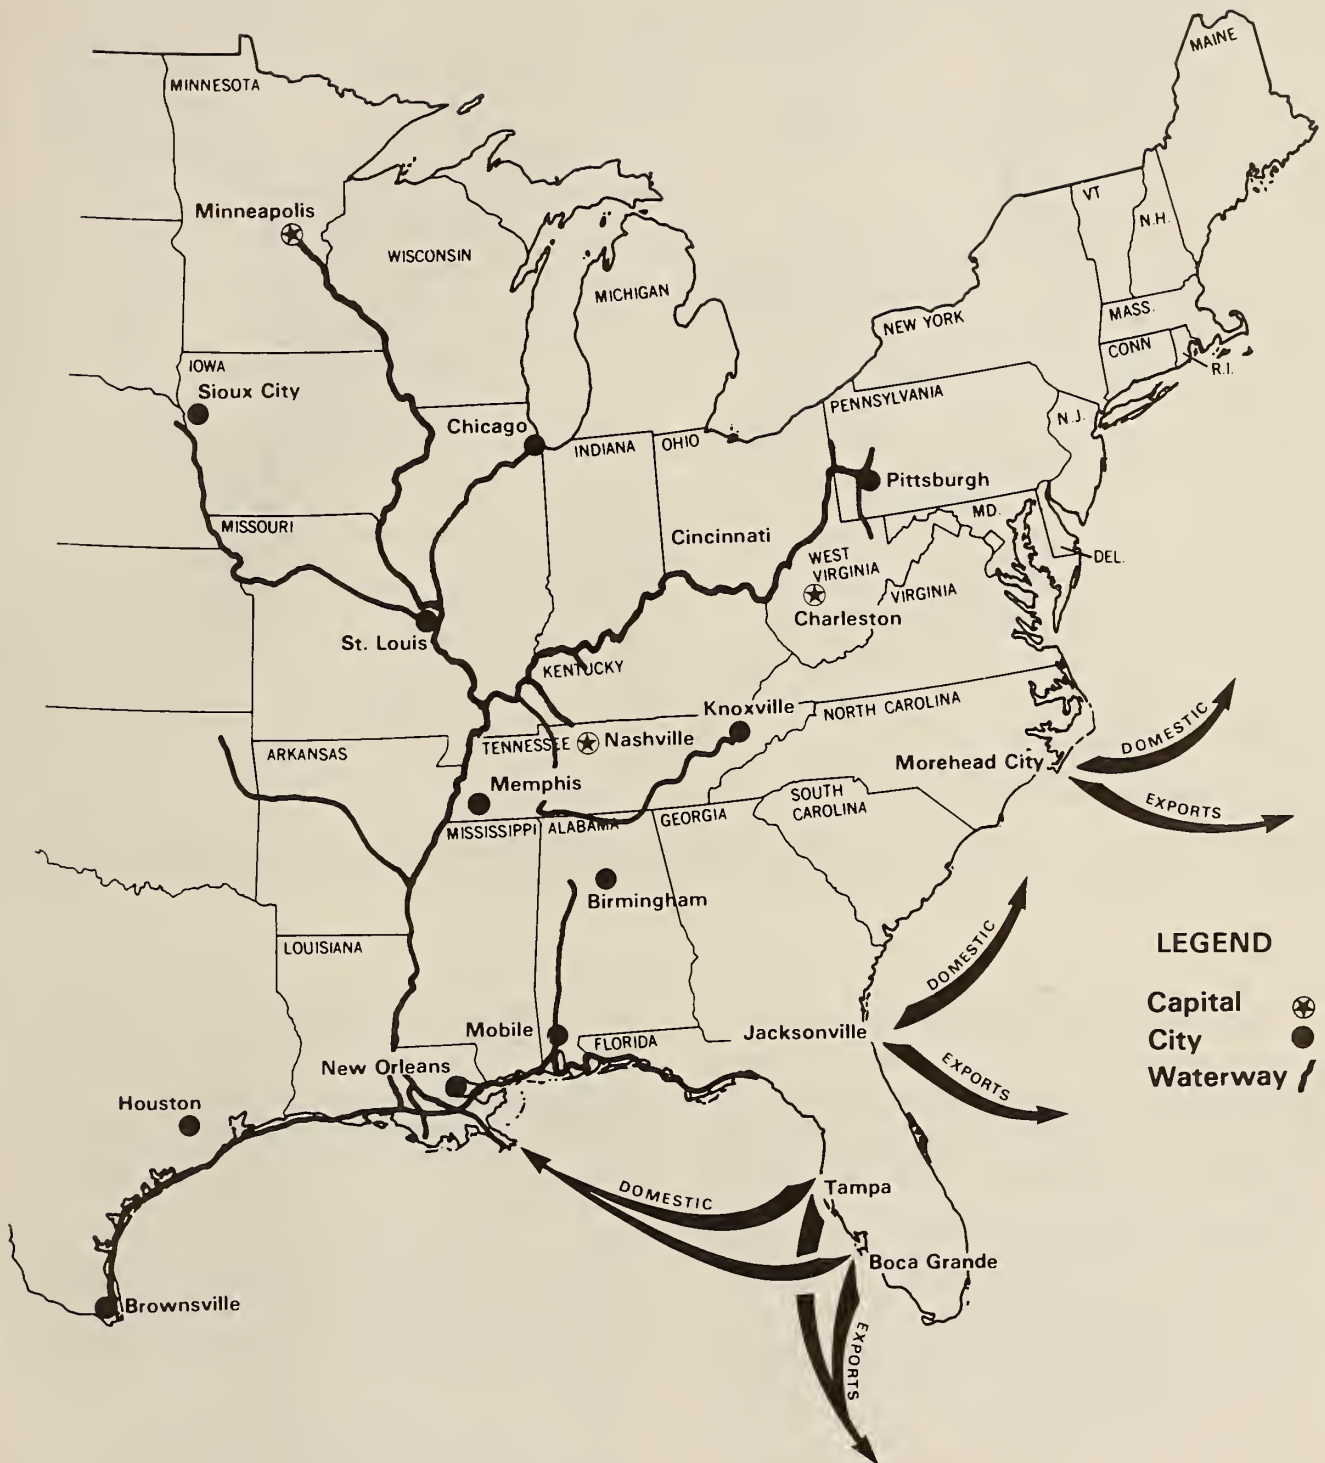 MAINE
MINNESOTA
Minneapolis
WISCONSIN
MICHIGAN
VT
N.H.
NEW YORK
MASS.
CONN
R.I.
IOWA
Sioux City
Chicago
INDIANA
OHIO
PENNSYLVANIA
N.J.
Pittsburgh
MISSOURI
Cincinnati
MD.
DEL.
WEST
VIRGINIA
VIRGINIA
Charleston
St. Louis
KENTUCKY
Knoxville
NORTH CAROLINA
ARKANSAS
TENNESSEE
Nashville
Morehead City
DOMESTIC
EXPORTS
Memphis
MISSISSIPPI
ALABAMA
GEORGIA
SOUTH
CAROLINA
Birmingham
LOUISIANA
DOMESTIC
LEGEND
Capital
City
Waterway
Mobile
FLORIDA
Jacksonville
EXPORTS
New Orleans
Houston
DOMESTIC
Tampa
Boca Grande
EXPORTS
Brownsville